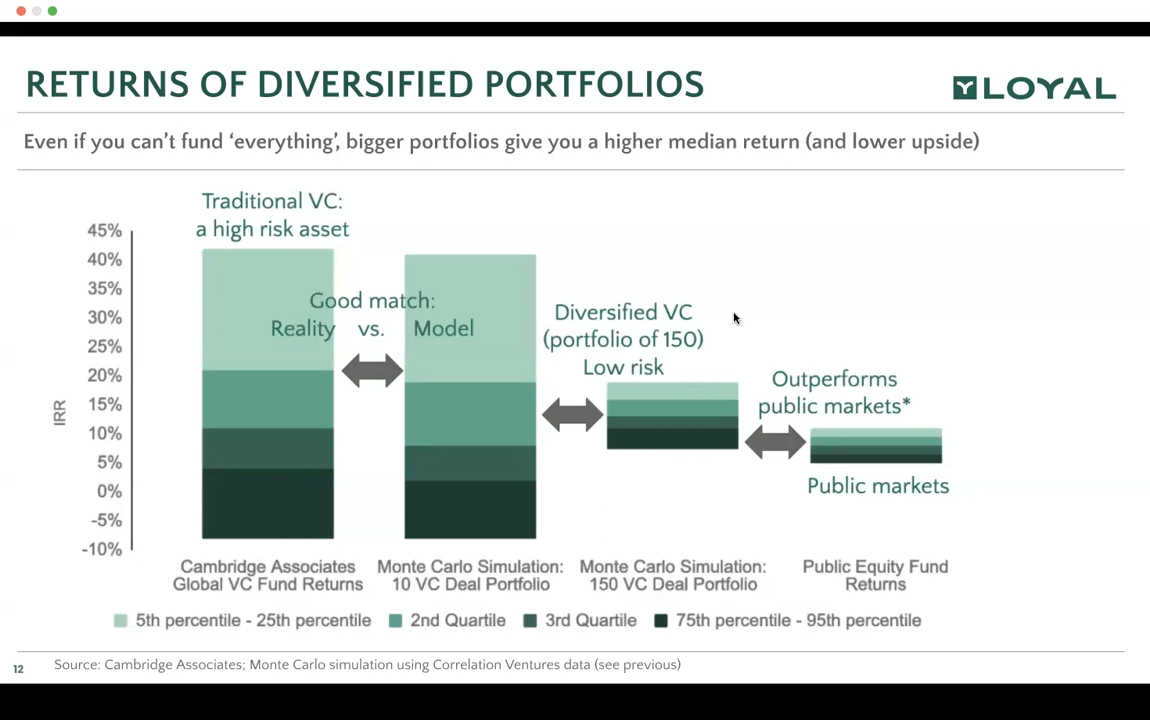 RETURNS OF DIVERSIFIED PORTFOLIOS
LOYAL
Even if you can't fund 'everything', bigger portfolios give you a higher median return (and lower upside)
Traditional VC:
a high risk asset
45%
40%
35%
30%
25%
20%
15%
10%
5%
0%
-5%
-10%
IRR
Good match:
Reality vs. Model
Diversified VC
(portfolio of 150)
Low risk
Outperforms
public markets*
Public markets
Cambridge Associates
Global VC Fund Returns
Monte Carlo Simulation:
10 VC Deal Portfolio
Monte Carlo Simulation:
150 VC Deal Portfolio
Public Equity Fund
Returns
5th percentile - 25th percentile
2nd Quartile
3rd Quartile
75th percentile - 95th percentile
12
Source: Cambridge Associates; Monte Carlo simulation using Correlation Ventures data (see previous)